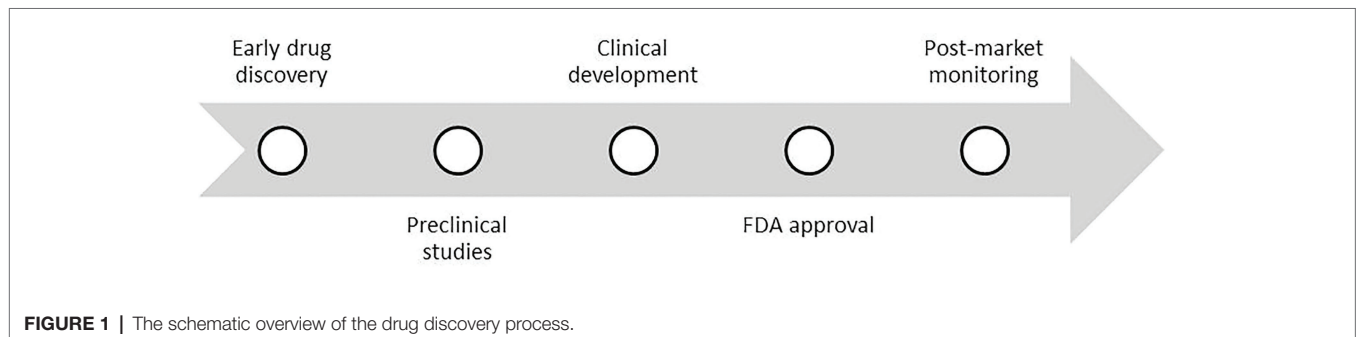 Early drug
discovery
Preclinical
studies
Clinical
development
FDA approval
Post-market
monitoring
FIGURE 1 | The schematic overview of the drug discovery process.